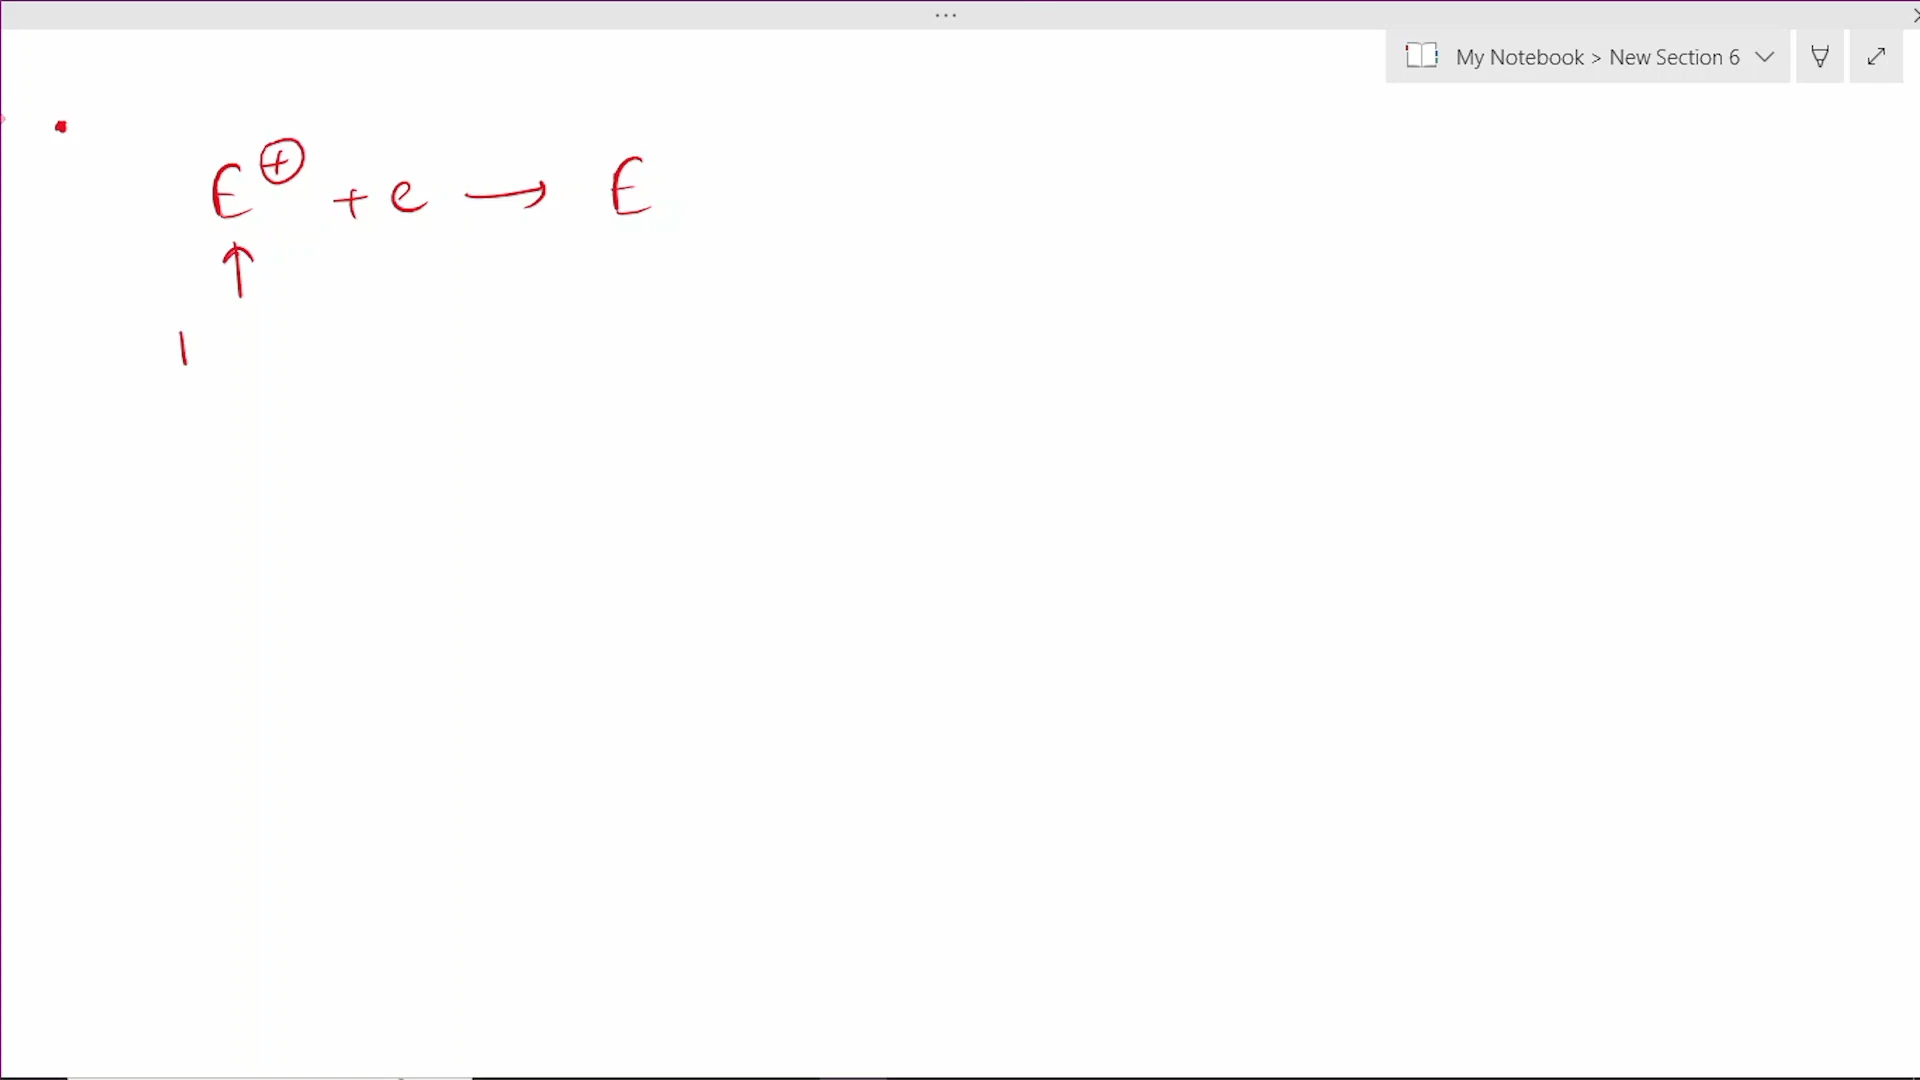 My Notebook > New Section 6
E⊕ + e → E
↑